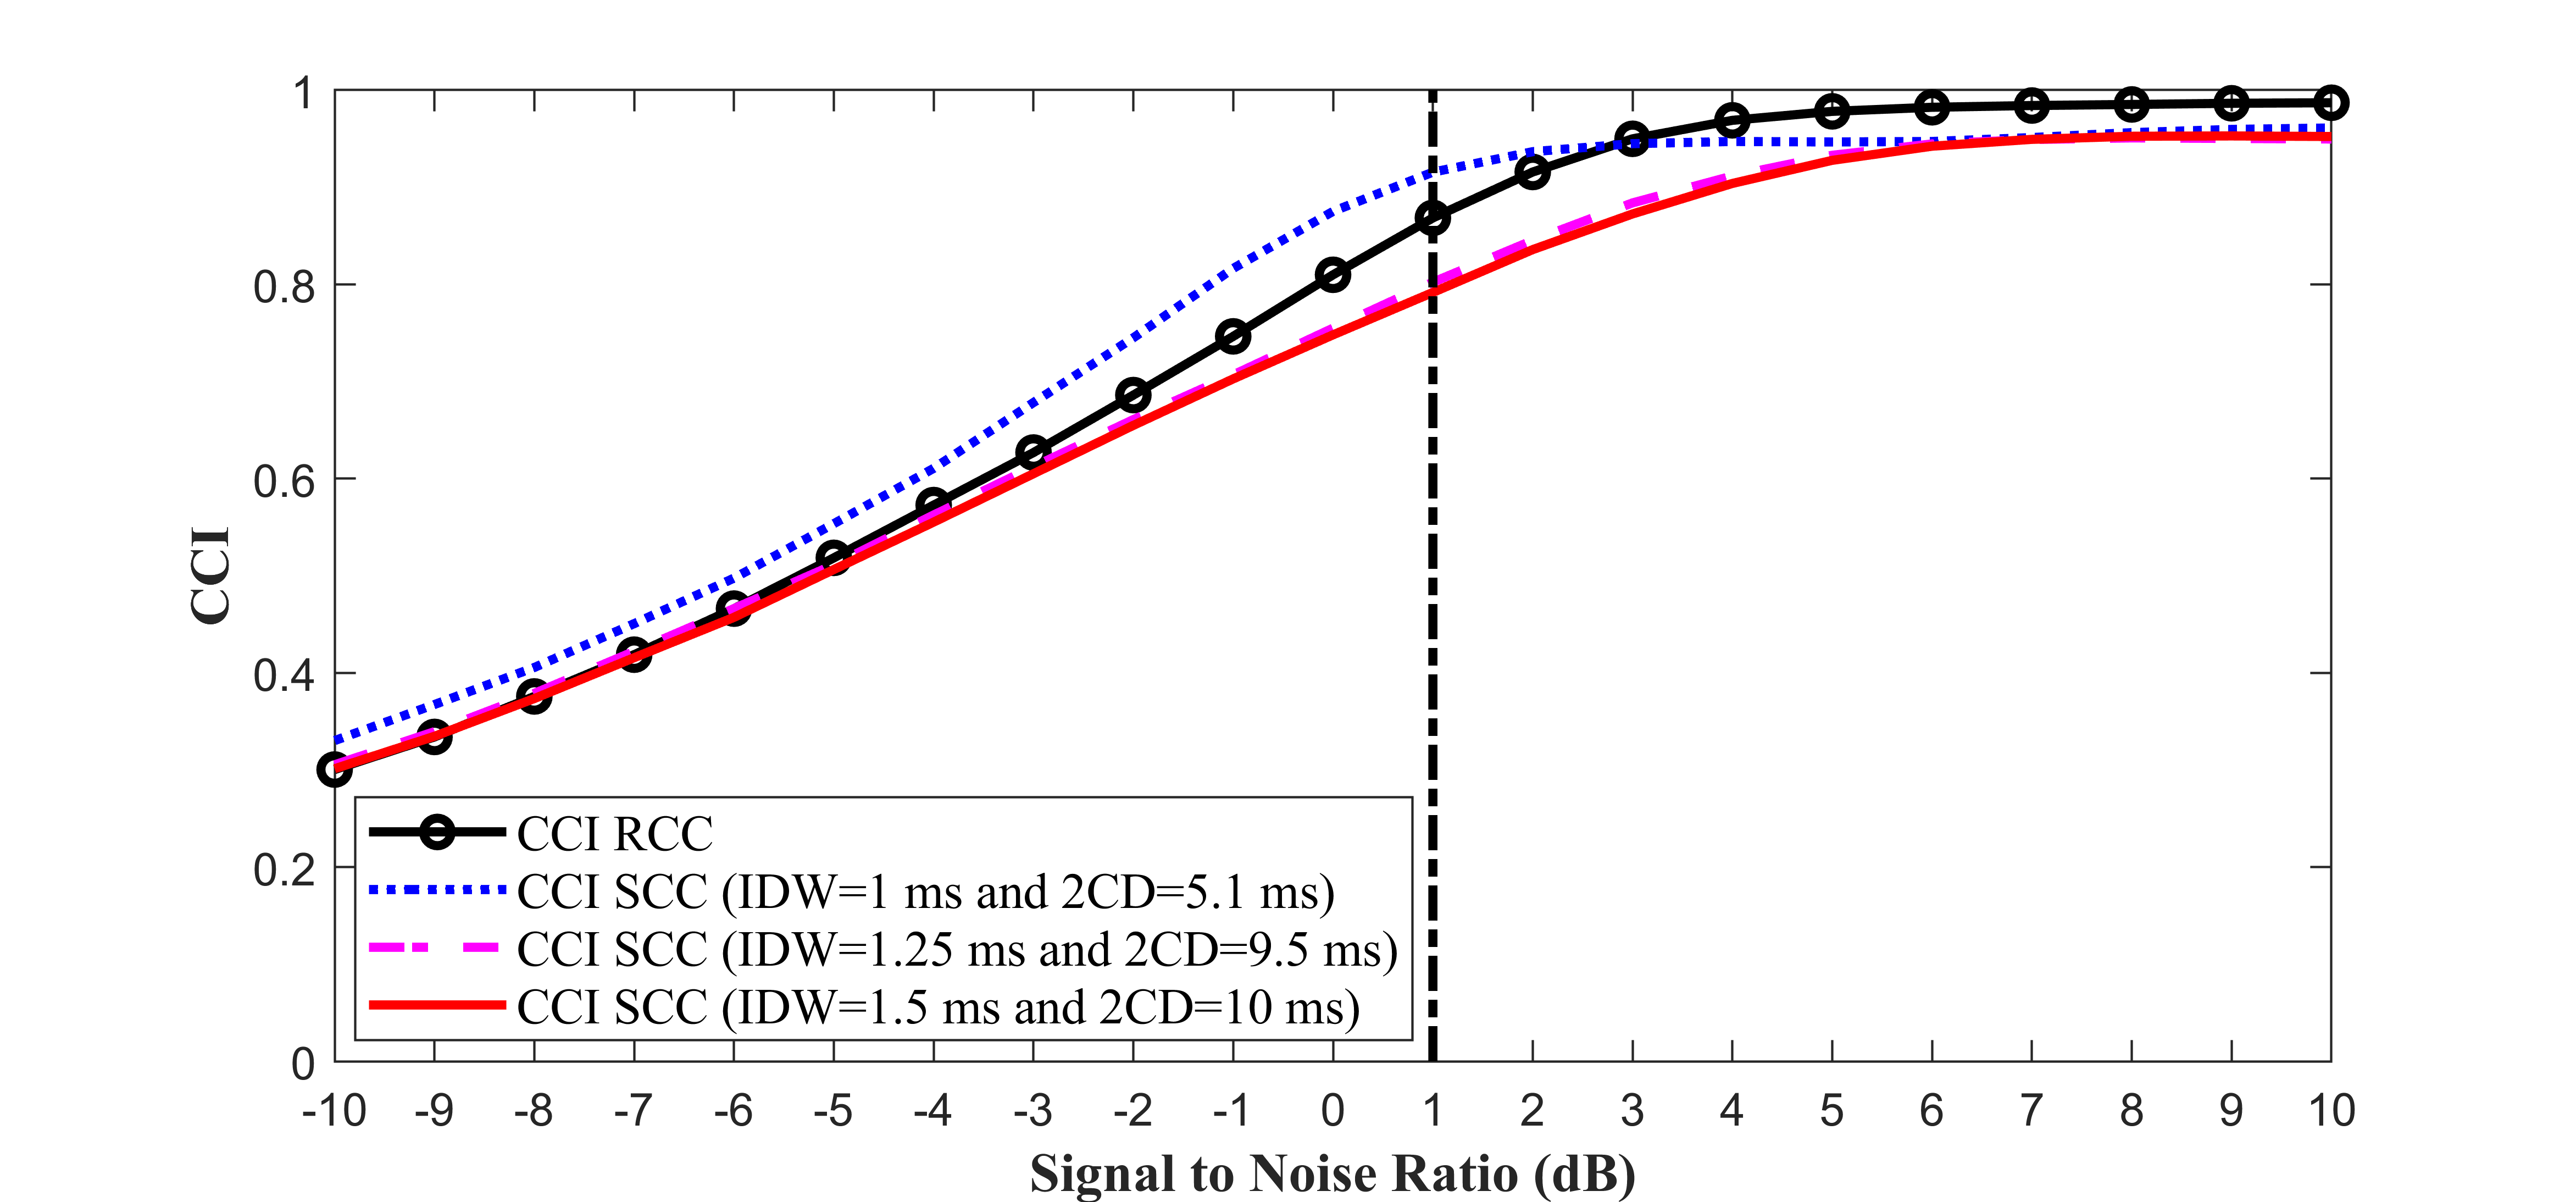 1
0.8
0.6
0.4
0.2
0
CCI
CCI RCC
CCI SCC (IDW=1 ms and 2CD=5.1 ms)
CCI SCC (IDW=1.25 ms and 2CD=9.5 ms)
CCI SCC (IDW=1.5 ms and 2CD=10 ms)
-10 -9 -8 -7 -6 -5 -4 -3 -2 -1 0 1 2 3 4 5 6 7 8 9 10
Signal to Noise Ratio (dB)